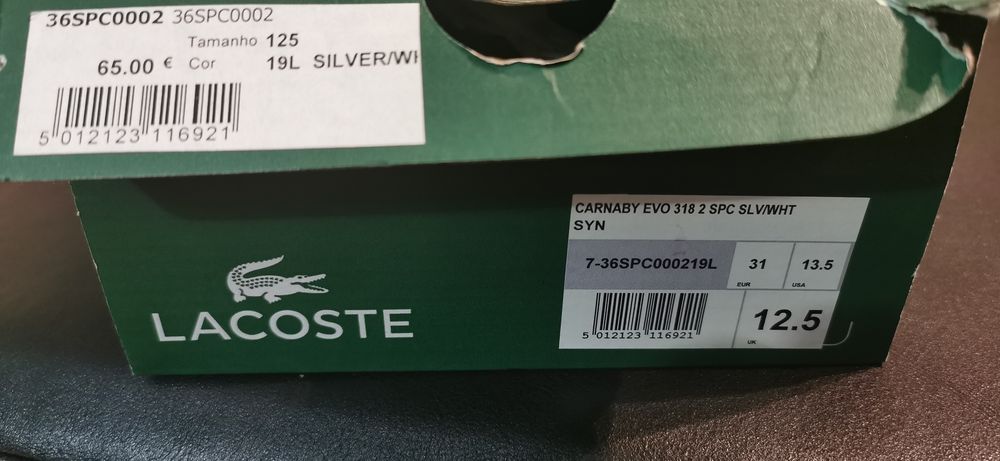 36SPC0002 36SPC0002
Tamanho 125
65.00 € Cor 19L SILVER/WH
5 012123 116921
LACOSTE
CARNABY EVO 318 2 SPC SLV/WHT
SYN
7-36SPC000219L 31 13.5
EUR USA
5 012123 116921
12.5
UK